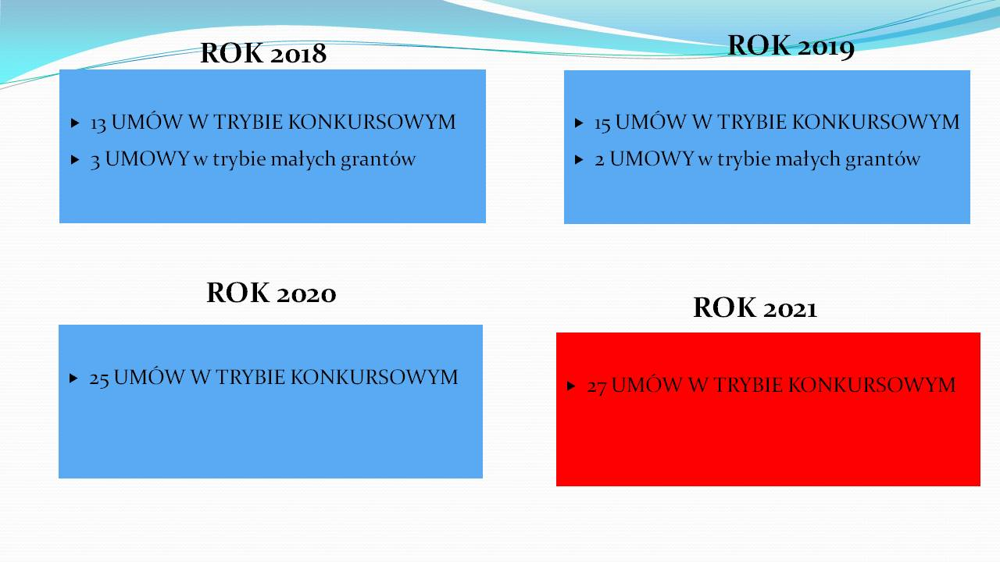 ROK 2018
13 UMÓW W TRYBIE KONKURSOWYM
3 UMOWY w trybie małych grantów
ROK 2019
15 UMÓW W TRYBIE KONKURSOWYM
2 UMOWY w trybie małych grantów
ROK 2020
25 UMÓW W TRYBIE KONKURSOWYM
ROK 2021
27 UMÓW W TRYBIE KONKURSOWYM